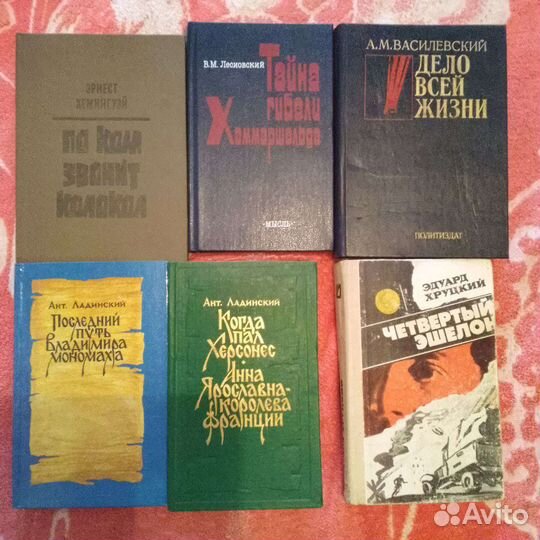 ЭРНЕСТ
ХЕМИНГУЭЙ
ПО КОМ
ЗВОНИТ
КОЛОКОЛ
В.М. Лесиовский
Тайна
гибели
Хаммаршельда
•МЫСЛЬ•
А.М.ВАСИЛЕВСКИЙ
ДЕЛО
ВСЕЙ
ЖИЗНИ
ПОЛИТИЗДАТ
Ант. Ладинский
Последний
путь
Владимира
Мономаха
Ант. Ладинский
Когда
пал
Херсонес
•
Анна
Ярославна-
королева
Франции
ЭДУАРД
ХРУЦКИЙ
ЧЕТВЕРТЫЙ
ЭШЕЛОН
Avito